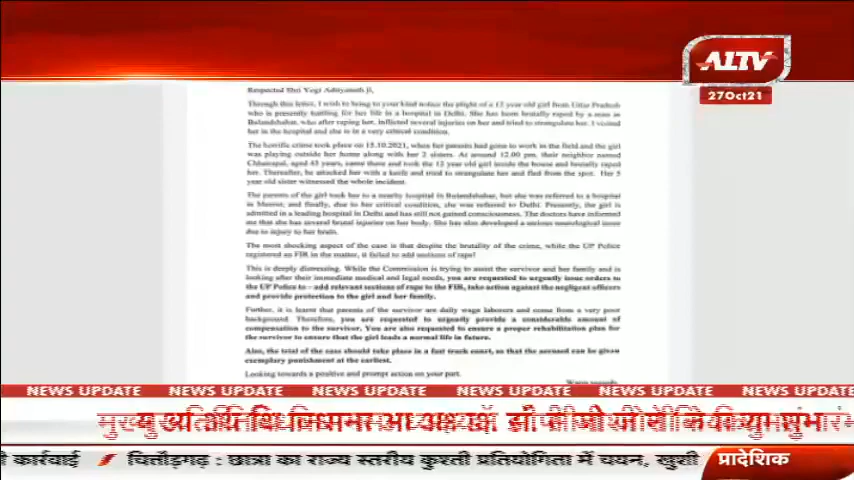 ALTV
27Oct21
Respected Shri Yogi Adityanath ji,
Through this letter, I wish to bring to your kind notice the plight of a 12 year old girl from Uttar Pradesh
who is presently battling for her life in a hospital in Delhi. She has been brutally raped by a man in
Bulandshahar, who after raping her, inflicted several injuries on her and tried to strangulate her. I visited
her in the hospital and she is in a very critical condition.
The horrific crime took place on 15.10.2021, when her parents had gone to work in the field and the girl
was playing outside her home along with her 2 sisters. At around 12.00 pm, their neighbor named
aged 63 years, came there and took the 12 year old girl inside the house and brutally raped
her. Thereafter, he attacked her with a knife and tried to strangulate her and fled from the spot. Her 5
year old sister witnessed the whole incident.
The parents of the girl took her to a nearby hospital in Bulandshahar, but she was referred to a hospital
in Meerut and finally, due to her critical condition, she was referred to Delhi. Presently, the girl is
admitted in a leading hospital in Delhi and has still not gained consciousness. The doctors have informed
me that she has several brutal injuries on her body. She has also developed a serious neurological issue
due to injury to her brain.
The most shocking aspect of the case is that despite the brutality of the crime, while the UP Police
registered an FIR in the matter, it failed to add sections of rape!
This is deeply distressing. While the Commission is trying to assist the survivor and her family and is
looking after their immediate medical and legal needs, you are requested to urgently issue orders to
the UP Police to – add relevant sections of rape to the FIR, take action against the negligent officers
and provide protection to the girl and her family.
Further, it is learnt that parents of the survivor are daily wage laborers and come from a very poor
background. Therefore, you are requested to urgently provide a considerable amount of
compensation to the survivor. You are also requested to ensure a proper rehabilitation plan for
the survivor to ensure that the girl leads a normal life in future.
Also, the total of the case should take place in a fast track court, so that the accused can be given
exemplary punishment at the earliest.
Looking towards a positive and prompt action on your part.
Warm regards,
NEWS UPDATE NEWS UPDATE NEWS UPDATE NEWS UPDATE NEWS UPDATE NEWS UPDATE
कार्रवाई // चित्तौड़गढ़ : छात्रा का राज्य स्तरीय कुश्ती प्रतियोगिता में चयन, खुशी प्रादेशिक